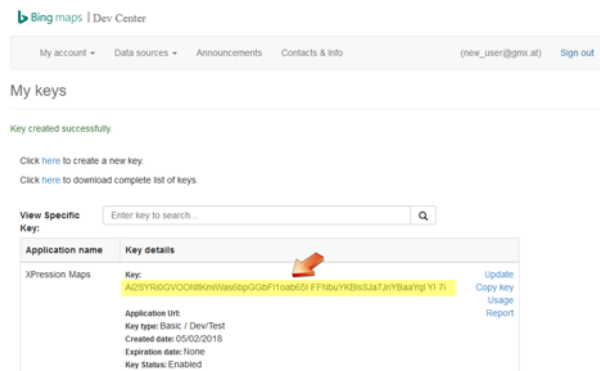 Bing maps | Dev Center
My account Data sources Announcements Contacts & Info (new_user@gmx.at) Sign out
My keys
Key created successfully.
Click here to create a new key.
Click here to download complete list of keys.
View Specific Key: Enter key to search...
Application name Key details
XPression Maps Key: Update
Copy key
Application Url: Usage
Key type: Basic / Dev/Test Report
Created date: 05/02/2018
Expiration date: None
Key Status: Enabled